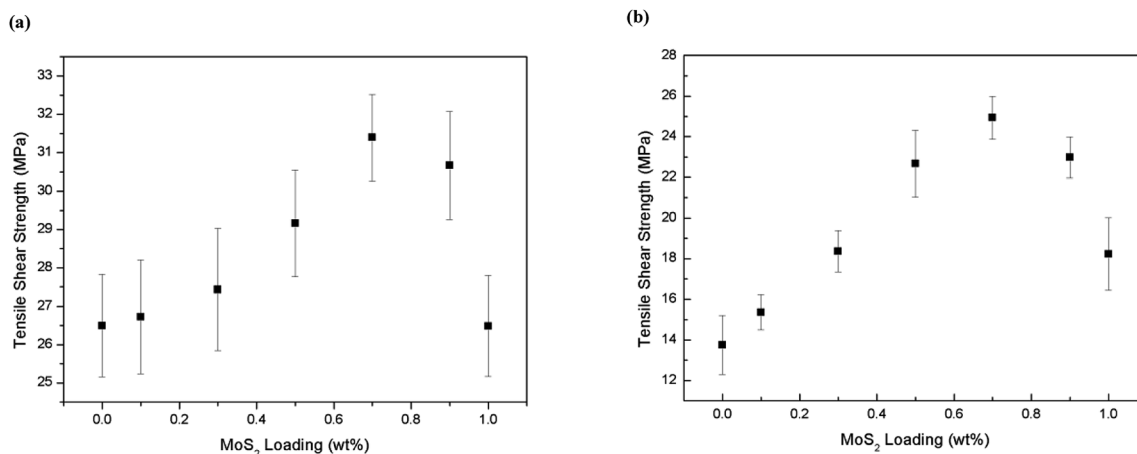 (a)
Tensile Shear Strength (MPa)
33
32
31
30
29
28
27
26
25
0.0 0.2 0.4 0.6 0.8 1.0
MoS₂ Loading (wt%)
(b)
Tensile Shear Strength (MPa)
28
26
24
22
20
18
16
14
12
0.0 0.2 0.4 0.6 0.8 1.0
MoS₂ Loading (wt%)